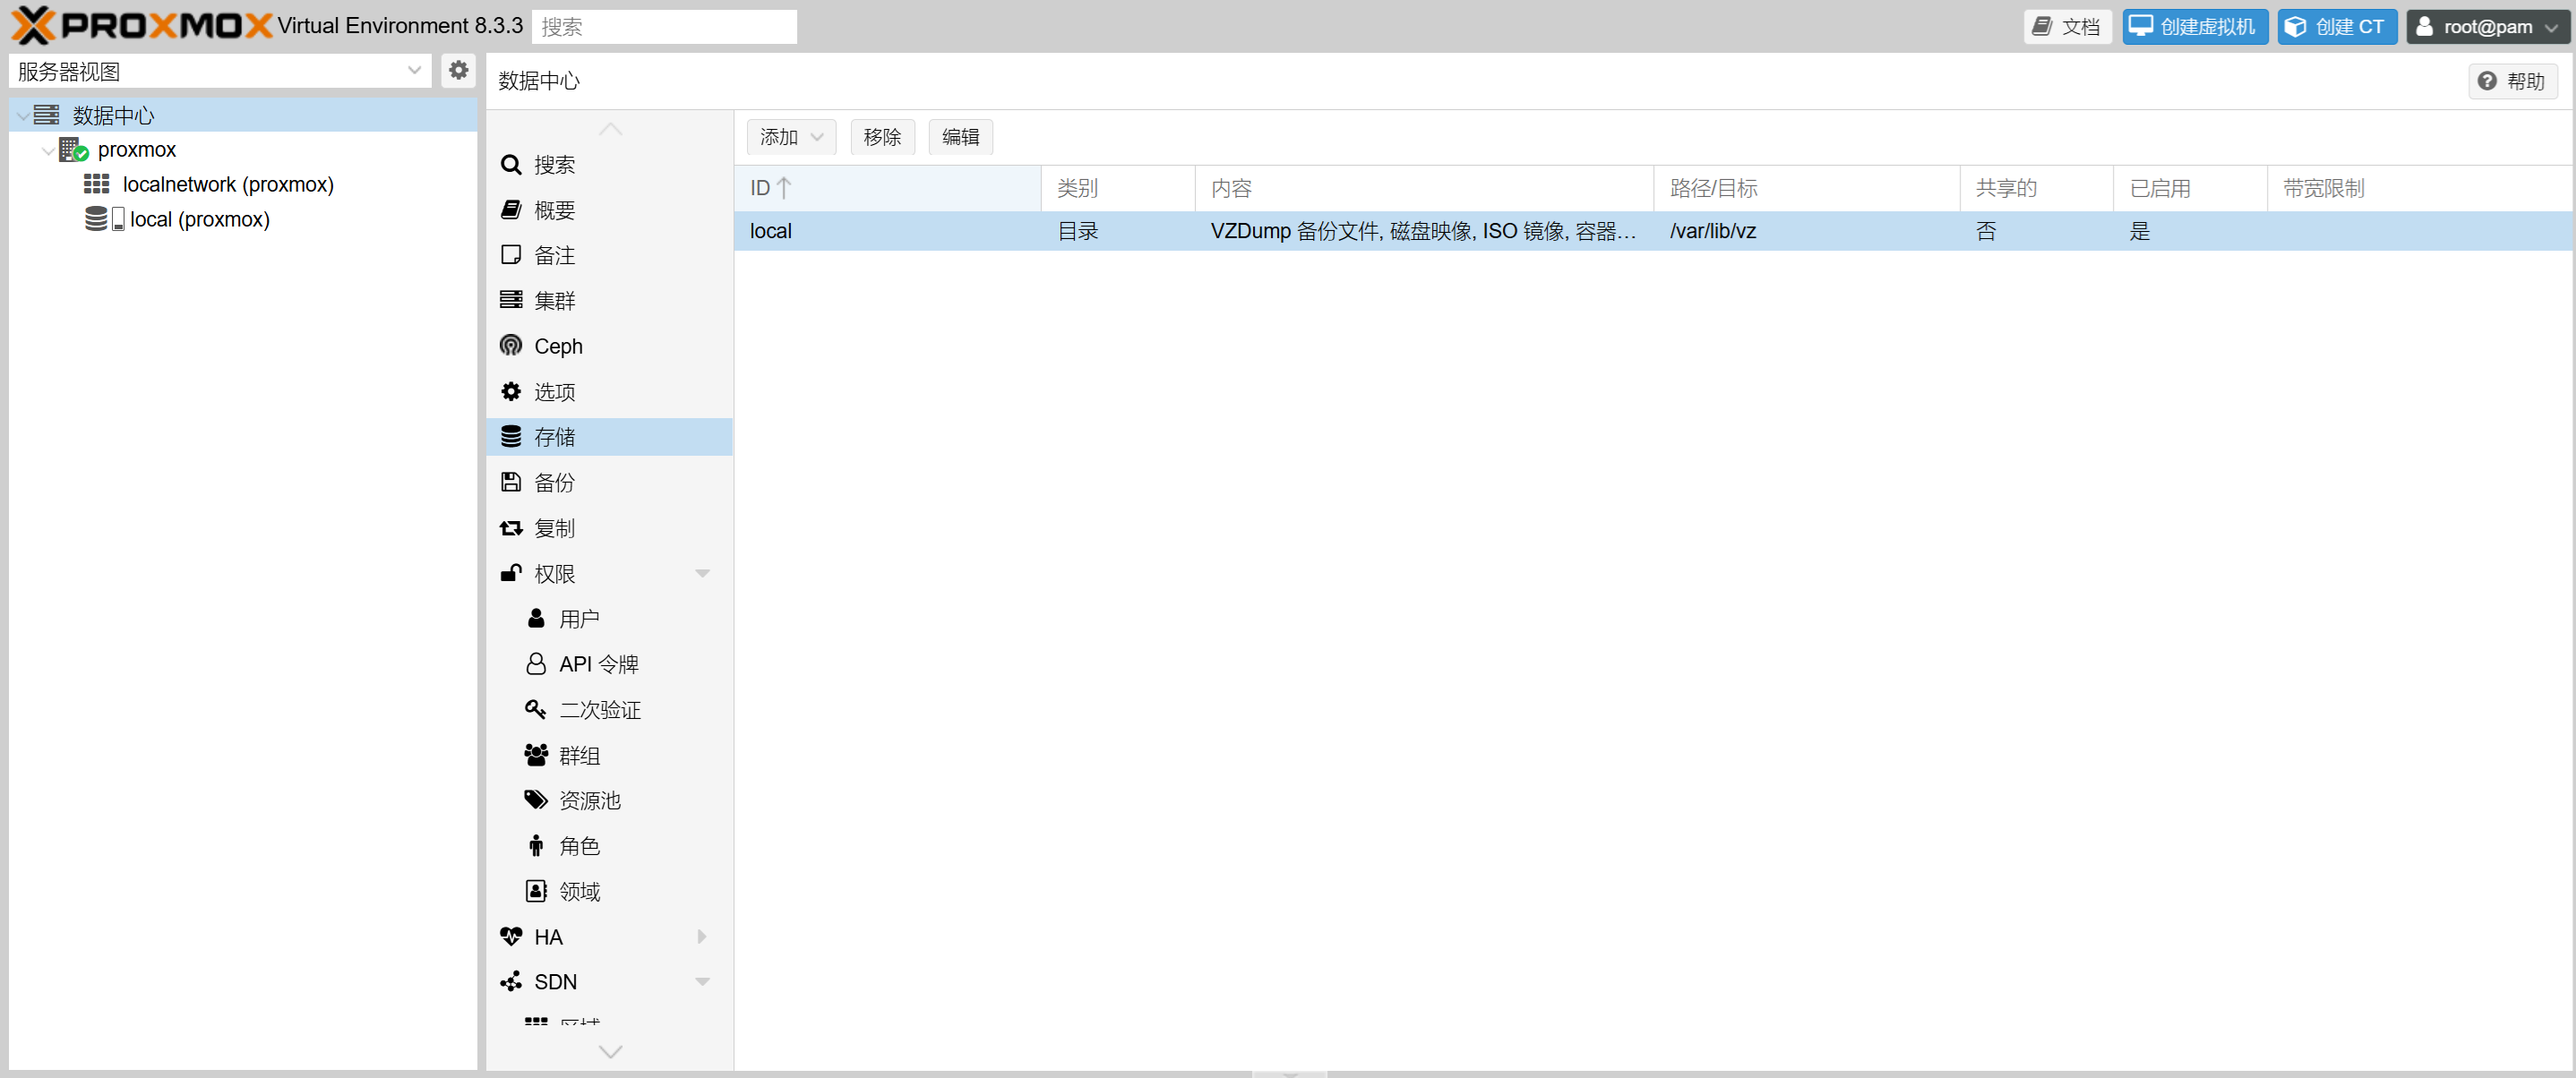 PROXMOX Virtual Environment 8.3.3 搜索 文档 创建虚拟机 创建 CT root@pam
服务器视图
数据中心
proxmox
localnetwork (proxmox)
local (proxmox)
数据中心 帮助
搜索
概要
备注
集群
Ceph
选项
存储
备份
复制
权限
用户
API 令牌
二次验证
群组
资源池
角色
领域
HA
SDN
区域
添加 移除 编辑
ID 类别 内容 路径/目标 共享的 已启用 带宽限制
local 目录 VZDump 备份文件, 磁盘映像, ISO 镜像, 容器... /var/lib/vz 否 是